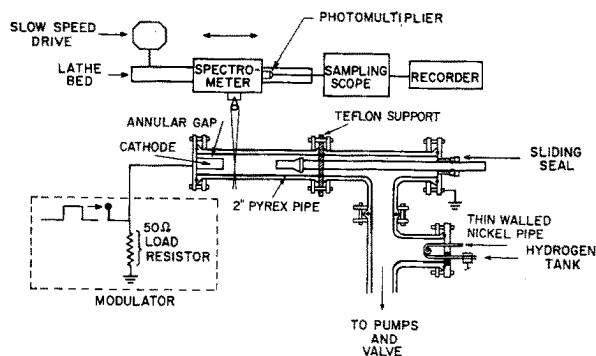 PHOTOMULTIPLIER
SLOW SPEED
DRIVE
LATHE
BED
SPECTRO-
METER
SAMPLING
SCOPE
RECORDER
TEFLON SUPPORT
ANNULAR GAP
CATHODE
SLIDING
SEAL
2" PYREX PIPE
50Ω
LOAD
RESISTOR
MODULATOR
THIN WALLED
NICKEL PIPE
HYDROGEN
TANK
TO PUMPS
AND
VALVE